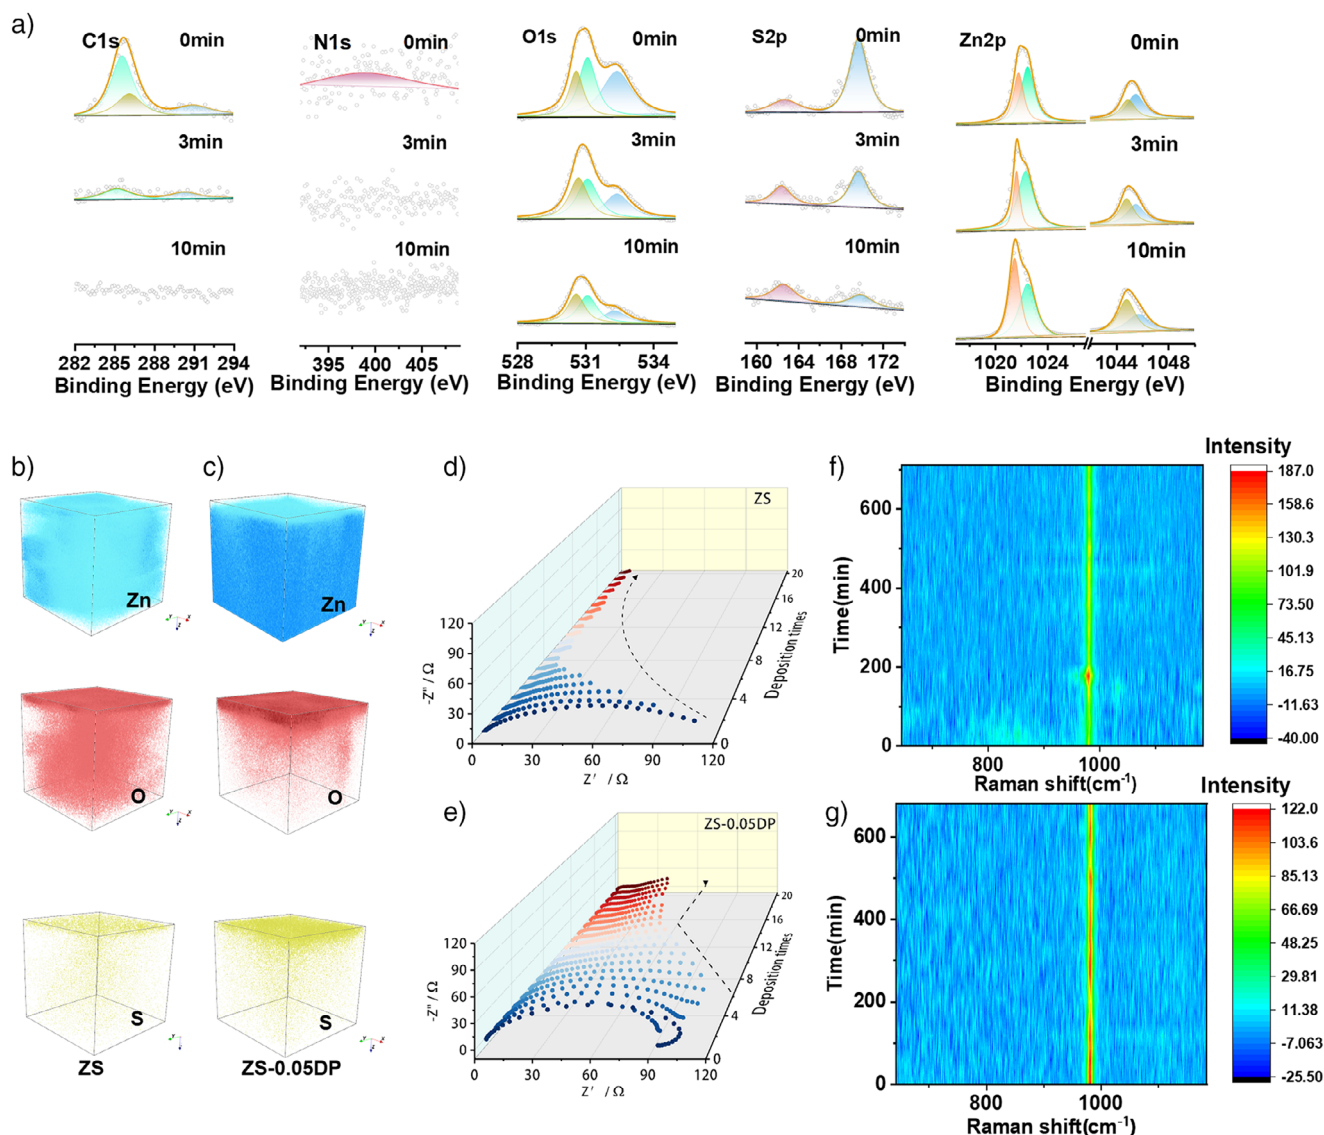 a)
C1s 0min
3min
10min
282 285 288 291 294
Binding Energy (eV)
N1s 0min
3min
10min
395 400 405
Binding Energy (eV)
O1s 0min
3min
10min
528 531 534
Binding Energy (eV)
S2p 0min
3min
10min
160 164 168 172
Binding Energy (eV)
Zn2p 0min
3min
10min
1020 1024 1044 1048
Binding Energy (eV)
b)
Zn
O
S
ZS
c)
Zn
O
S
ZS-0.05DP
d)
ZS
120
90
60
30
0
-Z" / Ω
0 30 60 90 120
Z' / Ω
0
4
8
12
16
20
Deposition times
e)
ZS-0.05DP
120
90
60
30
0
-Z" / Ω
0 30 60 90 120
Z' / Ω
0
4
8
12
16
20
Deposition times
f)
Intensity
187.0
158.6
130.3
101.9
73.50
45.13
16.75
-11.63
-40.00
Time(min)
600
400
200
0
800 1000
Raman shift(cm⁻¹)
g)
Intensity
122.0
103.6
85.13
66.69
48.25
29.81
11.38
-7.063
-25.50
Time(min)
600
400
200
0
800 1000
Raman shift(cm⁻¹)